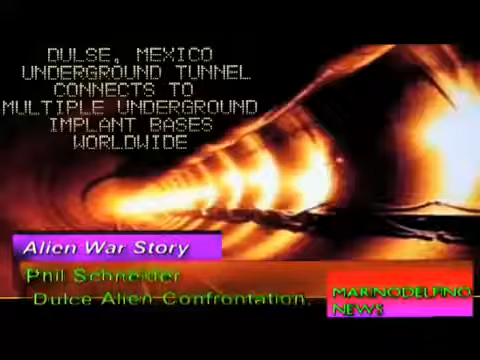 DULSE, MEXICO
UNDERGROUND TUNNEL
CONNECTS TO
MULTIPLE UNDERGROUND
IMPLANT BASES
WORLDWIDE
Alien War Story
Phil Schneider
Dulce Alien Confrontation,
MARINODELFINO
NEWS